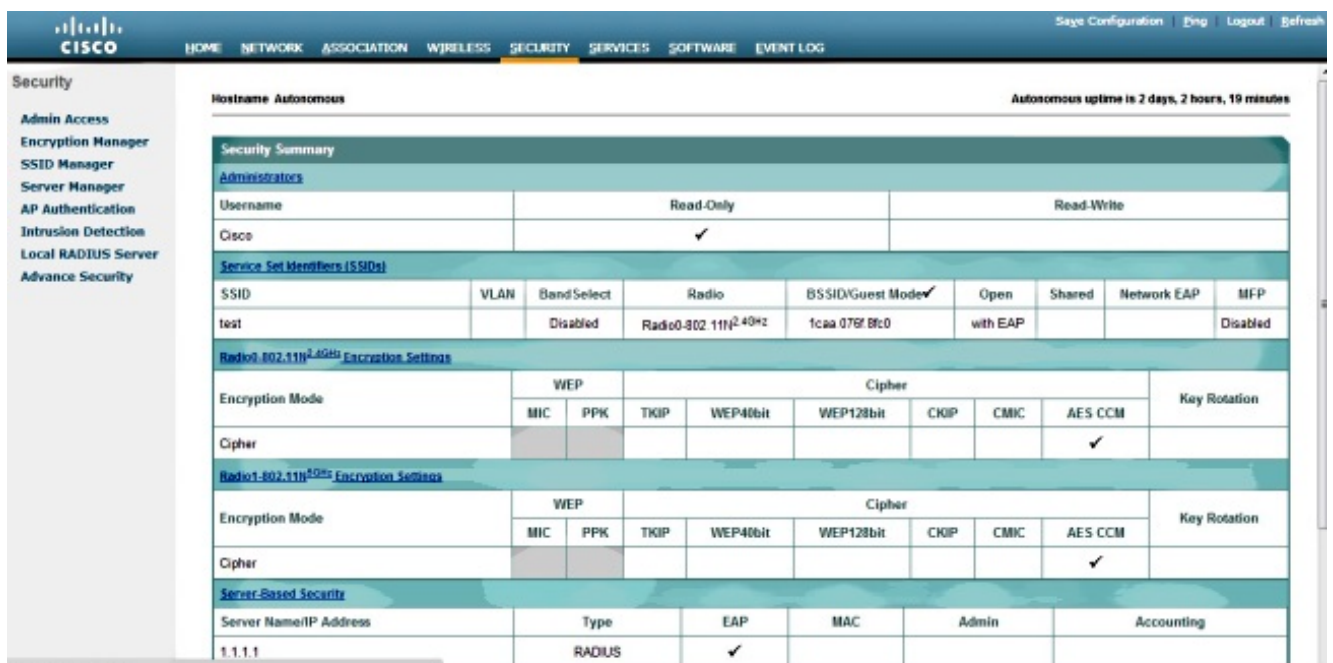 Save Configuration Ping Logout Refresh
CISCO
HOME NETWORK ASSOCIATION WIRELESS SECURITY SERVICES SOFTWARE EVENT LOG
Security
Admin Access
Encryption Manager
SSID Manager
Server Manager
AP Authentication
Intrusion Detection
Local RADIUS Server
Advance Security
Hostname Autonomous
Autonomous uptime is 2 days, 2 hours, 19 minutes
Security Summary
Administrators
Username Read-Only Read-Write
Cisco ✔
Service Set Identifiers (SSIDs)
SSID VLAN BandSelect Radio BSSID/Guest Mode✔ Open Shared Network EAP MFP
test Disabled Radio0-802.11N2.4GHz 1caa.076f.8fc0 with EAP Disabled
Radio0-802.11N2.4GHz Encryption Settings
Encryption Mode WEP Cipher Key Rotation
MIC PPK TKIP WEP40bit WEP128bit CKIP CMIC AES CCM
Cipher ✔
Radio1-802.11N5GHz Encryption Settings
Encryption Mode WEP Cipher Key Rotation
MIC PPK TKIP WEP40bit WEP128bit CKIP CMIC AES CCM
Cipher ✔
Server-Based Security
Server Name/IP Address Type EAP MAC Admin Accounting
1.1.1.1 RADIUS ✔